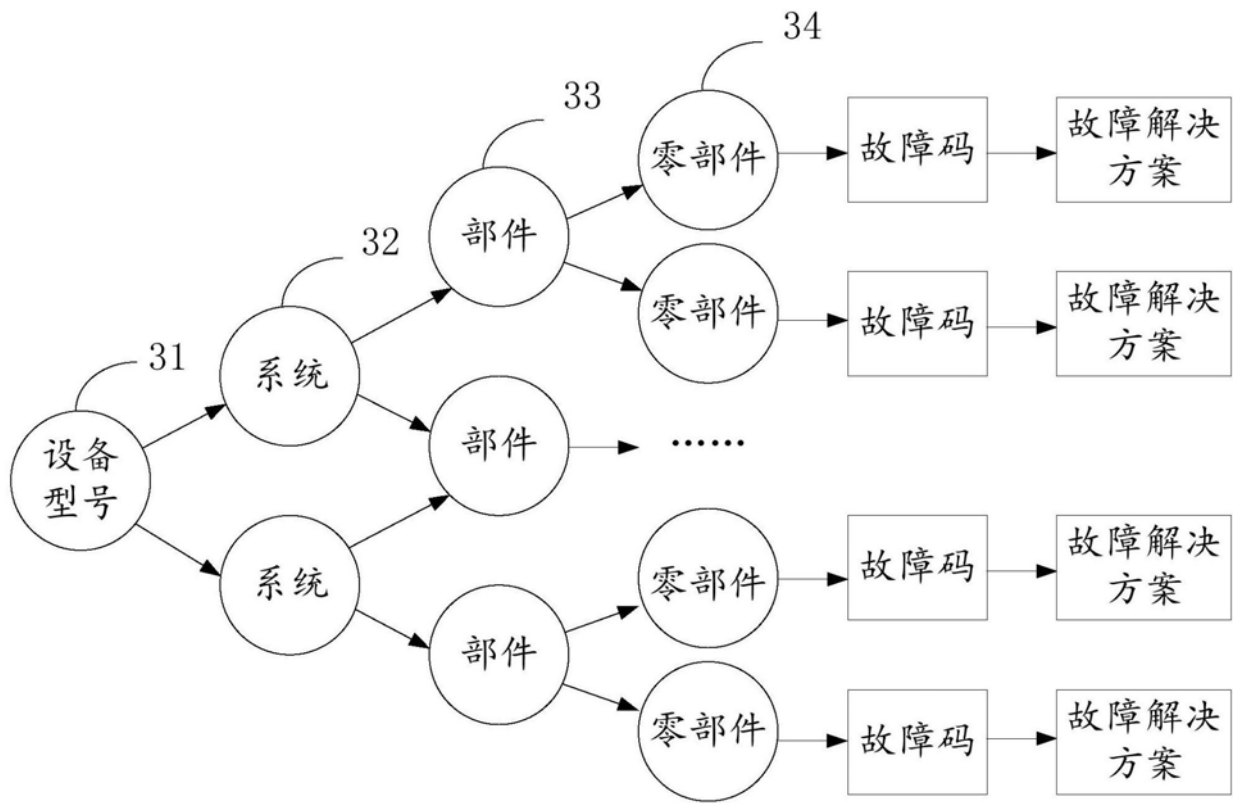 34
33
零部件
故障码
故障解决
方案
部件
32
零部件
故障码
故障解决
方案
31
系统
部件
……
设备
型号
零部件
故障码
故障解决
方案
系统
部件
零部件
故障码
故障解决
方案